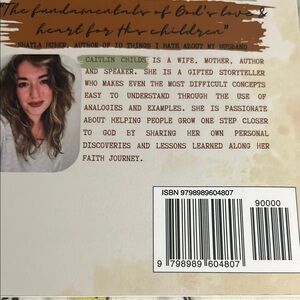 "The fundamentals of God's love &
heart for His children"
SHAYLA HUBER, AUTHOR OF 10 THINGS I HATE ABOUT MY HUSBAND
CAITLIN CHILDS IS A WIFE, MOTHER, AUTHOR
AND SPEAKER. SHE IS A GIFTED STORYTELLER
WHO MAKES EVEN THE MOST DIFFICULT CONCEPTS
EASY TO UNDERSTAND THROUGH THE USE OF
ANALOGIES AND EXAMPLES. SHE IS PASSIONATE
ABOUT HELPING PEOPLE GROW ONE STEP CLOSER
TO GOD BY SHARING HER OWN PERSONAL
DISCOVERIES AND LESSONS LEARNED ALONG HER
FAITH JOURNEY.
ISBN 9798989604807
90000
9 798989 604807